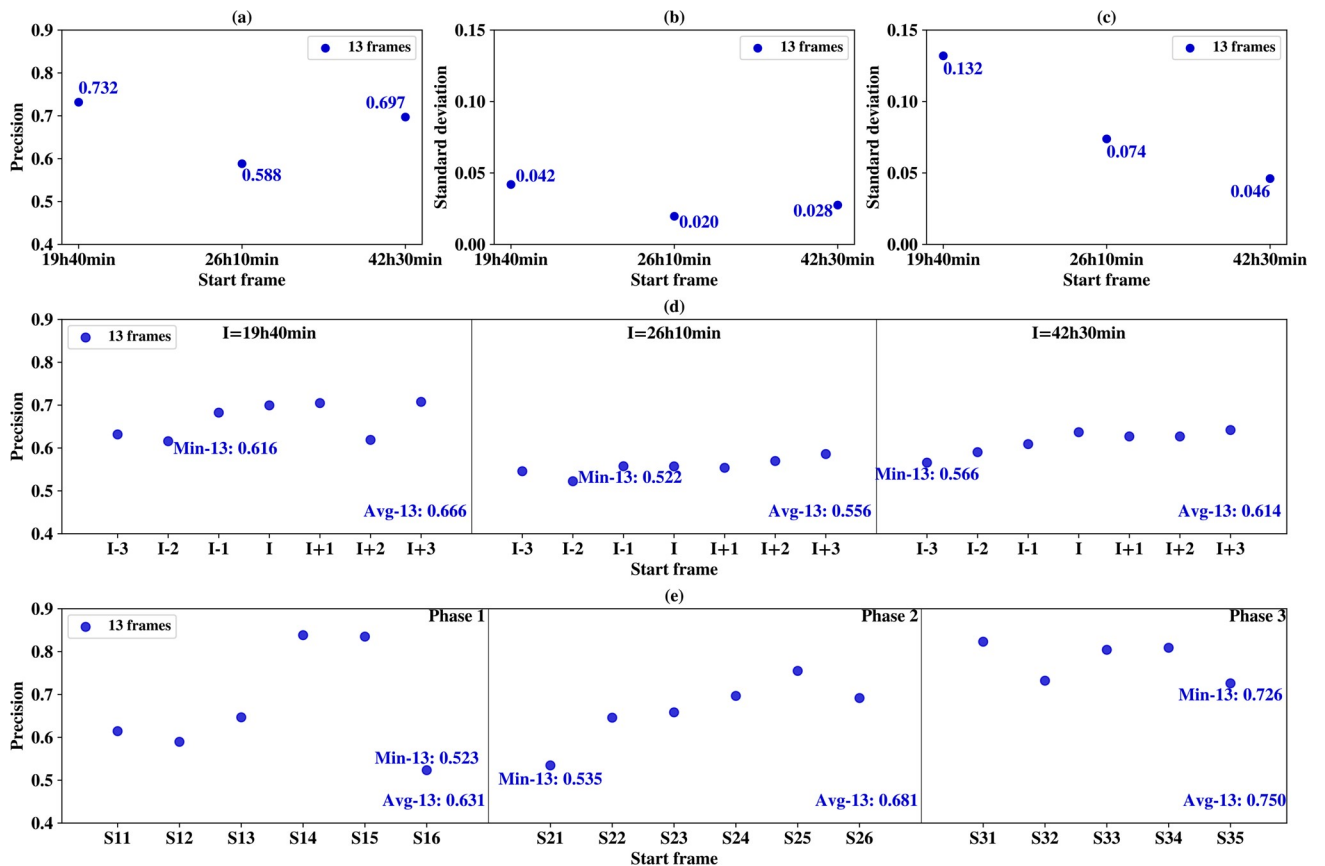 (a)
0.9
0.8
0.7
0.6
0.5
0.4
Precision
13 frames
0.732
0.588
0.697
19h40min
26h10min
42h30min
Start frame
(b)
0.15
0.10
0.05
0.00
Standard deviation
13 frames
0.042
0.020
0.028
19h40min
26h10min
42h30min
Start frame
(c)
0.15
0.10
0.05
0.00
Standard deviation
13 frames
0.132
0.074
0.046
19h40min
26h10min
42h30min
Start frame
(d)
0.9
0.8
0.7
0.6
0.5
0.4
Precision
13 frames
I=19h40min
I=26h10min
I=42h30min
Min-13: 0.616
Min-13: 0.522
Min-13: 0.566
Avg-13: 0.666
Avg-13: 0.556
Avg-13: 0.614
I-3 I-2 I-1 I I+1 I+2 I+3
I-3 I-2 I-1 I I+1 I+2 I+3
I-3 I-2 I-1 I I+1 I+2 I+3
Start frame
(e)
0.9
0.8
0.7
0.6
0.5
0.4
Precision
13 frames
Phase 1
Phase 2
Phase 3
Min-13: 0.523
Min-13: 0.535
Min-13: 0.726
Avg-13: 0.631
Avg-13: 0.681
Avg-13: 0.750
S11 S12 S13 S14 S15 S16
S21 S22 S23 S24 S25 S26
S31 S32 S33 S34 S35
Start frame